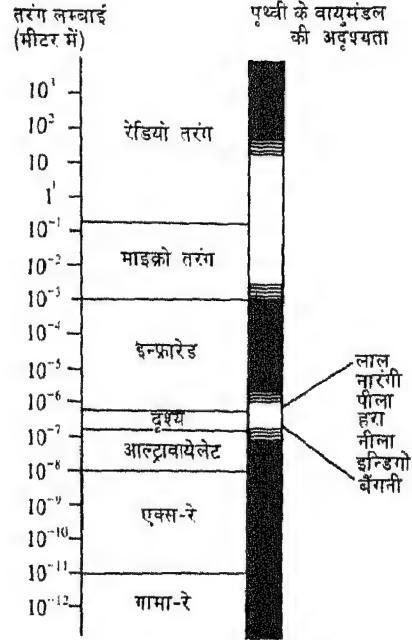 तरंग लम्बाई
(मीटर में)
पृथ्वी के वायुमंडल
की अदृश्यता
10³
10²
10
1
10⁻¹
10⁻²
10⁻³
10⁻⁴
10⁻⁵
10⁻⁶
10⁻⁷
10⁻⁸
10⁻⁹
10⁻¹⁰
10⁻¹¹
10⁻¹²
रेडियो तरंग
माइक्रो तरंग
इन्फ्रारेड
दृश्य
आल्ट्रावायेलेट
एक्स-रे
गामा-रे
लाल
नारंगी
पीला
हरा
नीला
इन्डिगो
बैंगनी